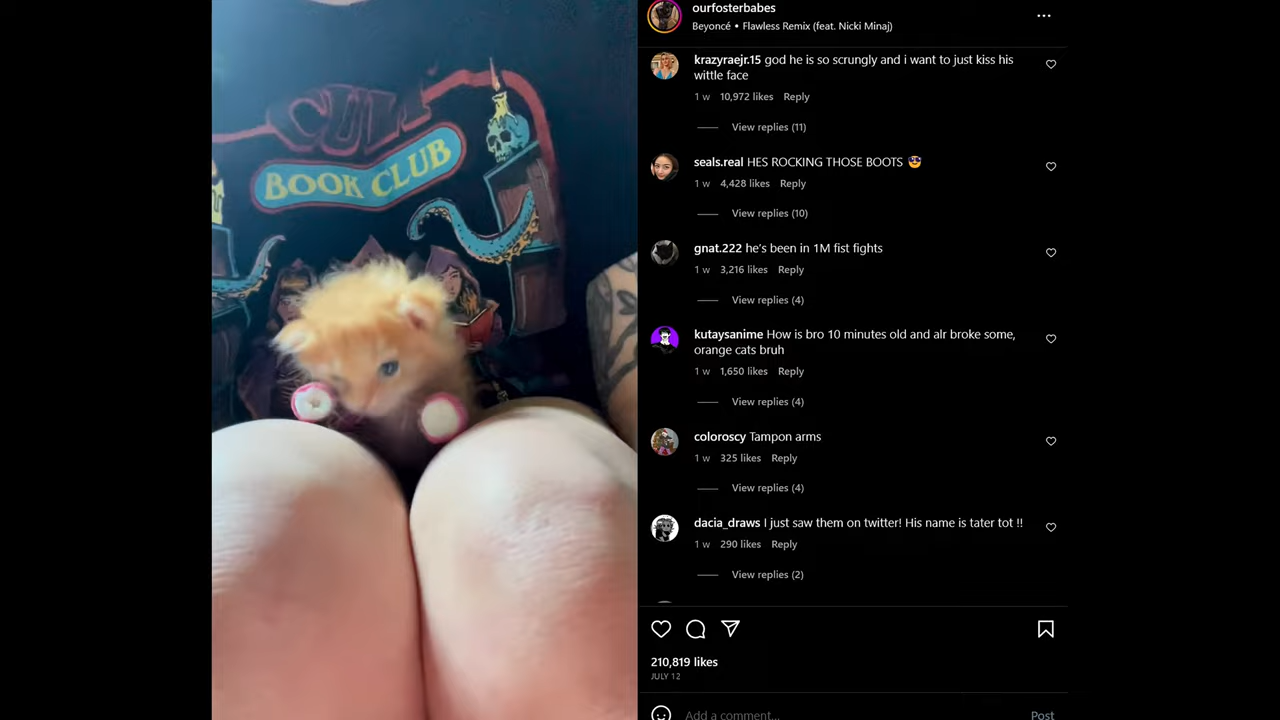 CULT
BOOK CLUB
ourfosterbabes
Beyoncé • Flawless Remix (feat. Nicki Minaj)
krazyraejr.15 god he is so scrungly and i want to just kiss his
wittle face
1 w 10,972 likes Reply
View replies (11)
seals.real HES ROCKING THOSE BOOTS 😎
1 w 4,428 likes Reply
View replies (10)
gnat.222 he's been in 1M fist fights
1 w 3,216 likes Reply
View replies (4)
kutaysanime How is bro 10 minutes old and alr broke some,
orange cats bruh
1 w 1,650 likes Reply
View replies (4)
coloroscy Tampon arms
1 w 325 likes Reply
View replies (4)
dacia_draws I just saw them on twitter! His name is tater tot !!
1 w 290 likes Reply
View replies (2)
210,819 likes
JULY 12
Add a comment...
Post